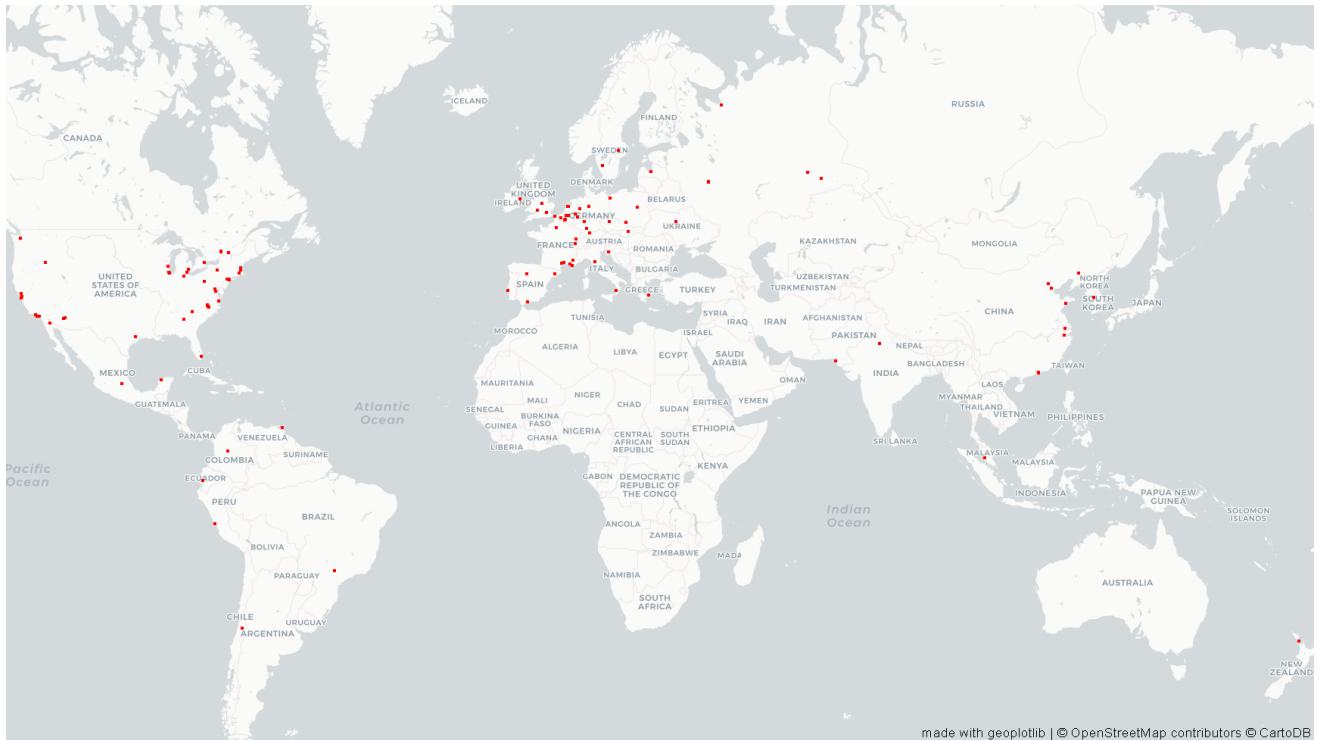 ICELAND
RUSSIA
FINLAND
CANADA
SWEDEN
DENMARK
UNITED
KINGDOM
IRELAND
BELARUS
GERMANY
UKRAINE
FRANCE
AUSTRIA
ROMANIA
KAZAKHSTAN
MONGOLIA
ITALY
BULGARIA
UNITED
STATES OF
AMERICA
SPAIN
GREECE
TURKEY
UZBEKISTAN
TURKMENISTAN
NORTH
KOREA
SOUTH
KOREA
JAPAN
CHINA
SYRIA
IRAQ
IRAN
AFGHANISTAN
TUNISIA
MOROCCO
ISRAEL
PAKISTAN
NEPAL
ALGERIA
LIBYA
EGYPT
SAUDI
ARABIA
BANGLADESH
INDIA
TAIWAN
MEXICO
CUBA
OMAN
LAOS
MYANMAR
MAURITANIA
MALI
NIGER
CHAD
SUDAN
ERITREA
YEMEN
THAILAND
VIETNAM
PHILIPPINES
GUATEMALA
Atlantic
Ocean
SENEGAL
BURKINA
FASO
GUINEA
NIGERIA
GHANA
LIBERIA
CENTRAL
AFRICAN
REPUBLIC
SOUTH
SUDAN
ETHIOPIA
SRI LANKA
PANAMA
VENEZUELA
SURINAME
COLOMBIA
MALAYSIA
MALAYSIA
KENYA
Pacific
Ocean
ECUADOR
GABON
DEMOCRATIC
REPUBLIC OF
THE CONGO
INDONESIA
PAPUA NEW
GUINEA
PERU
BRAZIL
Indian
Ocean
SOLOMON
ISLANDS
ANGOLA
ZAMBIA
BOLIVIA
ZIMBABWE
MADA
PARAGUAY
NAMIBIA
AUSTRALIA
SOUTH
AFRICA
CHILE
URUGUAY
ARGENTINA
NEW
ZEALAND
made with geoplotlib | © OpenStreetMap contributors © CartoDB